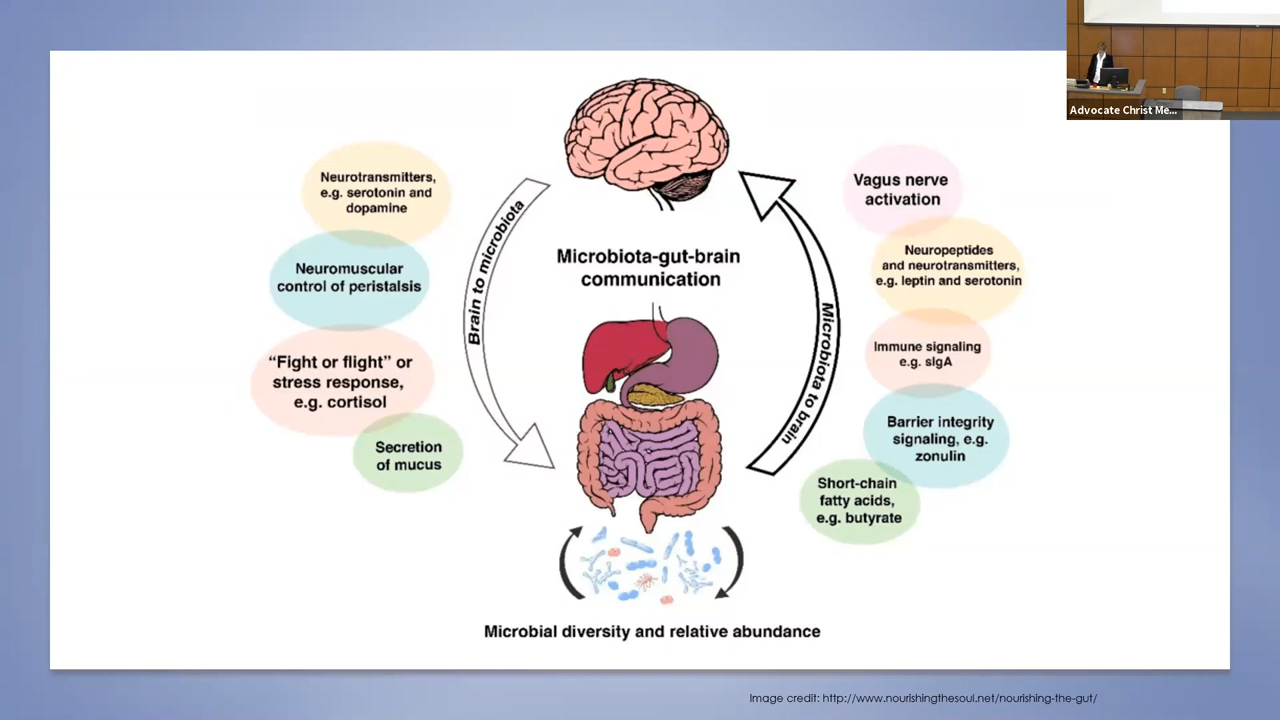 Advocate Christ Me...
Neurotransmitters,
e.g. serotonin and
dopamine
Neuromuscular
control of peristalsis
“Fight or flight” or
stress response,
e.g. cortisol
Secretion
of mucus
Brain to microbiota
Microbiota-gut-brain
communication
Microbiota to brain
Vagus nerve
activation
Neuropeptides
and neurotransmitters,
e.g. leptin and serotonin
Immune signaling
e.g. sIgA
Barrier integrity
signaling, e.g.
zonulin
Short-chain
fatty acids,
e.g. butyrate
Microbial diversity and relative abundance
Image credit: http://www.nourishingthesoul.net/nourishing-the-gut/